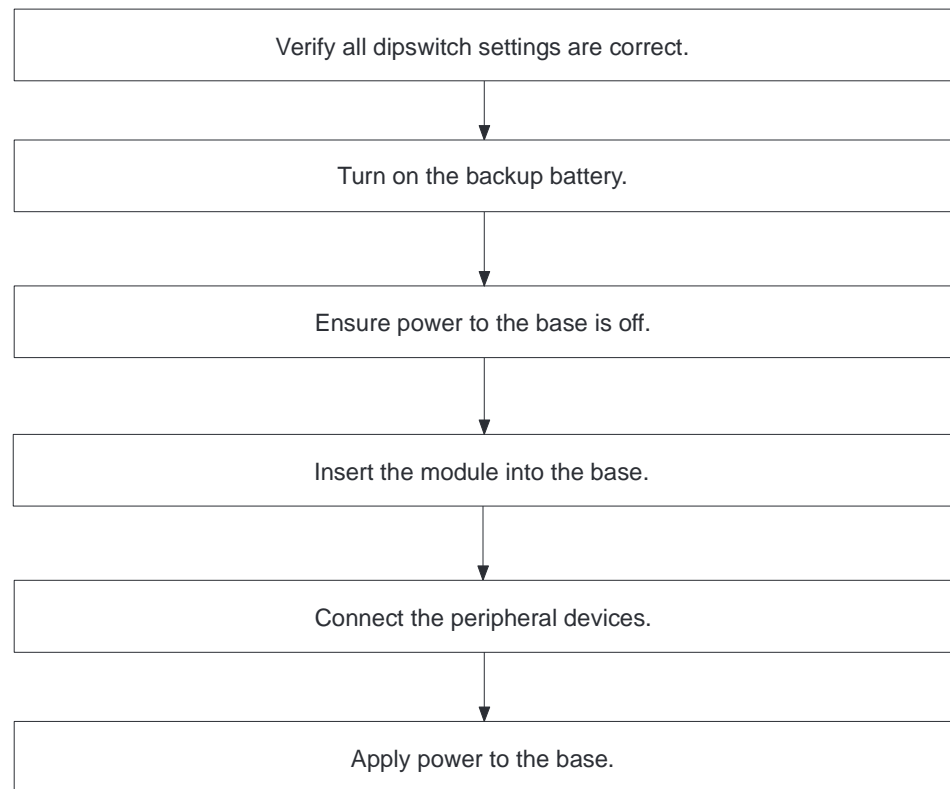 Verify all dipswitch settings are correct.
Turn on the backup battery.
Ensure power to the base is off.
Insert the module into the base.
Connect the peripheral devices.
Apply power to the base.